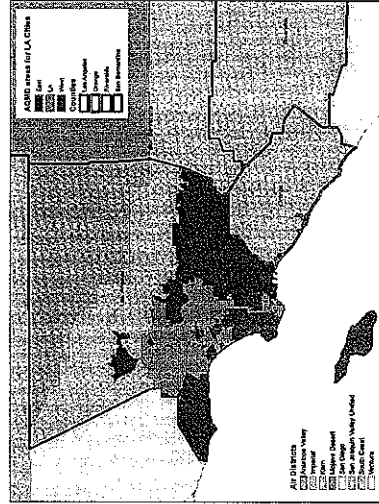 AQMD areas for LA Cities
East
LA
West
Counties
Los Angeles
Orange
Riverside
San Bernardino
Air Districts
Antelope Valley
Imperial
Kern
Mojave Desert
San Diego
San Joaquin Valley Unified
South Coast
Ventura